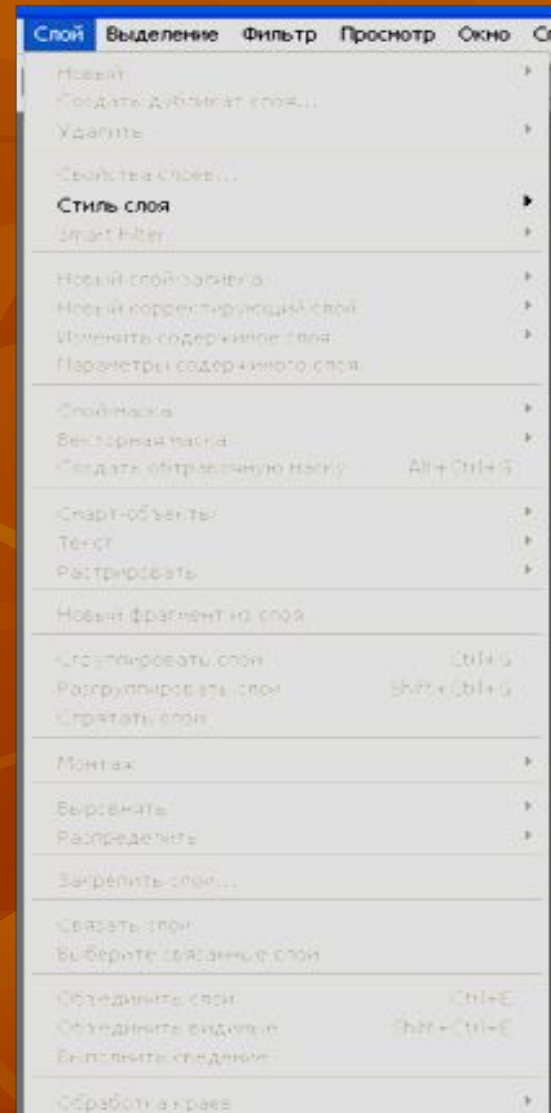 Слой Выделение Фильтр Просмотр Окно
Новый
Создать дубликат слоя...
Удалить
Свойства слоев...
Стиль слоя
Smart Filter
Новый слой-заливка
Новый корректирующий слой
Изменить содержимое слоя
Параметры содержимого слоя
Слой-маска
Векторная маска
Создать обтравочную маску Alt+Ctrl+G
Смарт-объекты
Текст
Растрировать
Новый фрагмент из слоя
Сгруппировать слои Ctrl+G
Разгруппировать слои Shift+Ctrl+G
Спрятать слои
Монтаж
Выровнять
Распределить
Закрепить слои...
Связать слои
Выберите связанные слои
Объединить слои Ctrl+E
Объединить видимые Shift+Ctrl+E
Выполнить сведение
Обработка краев